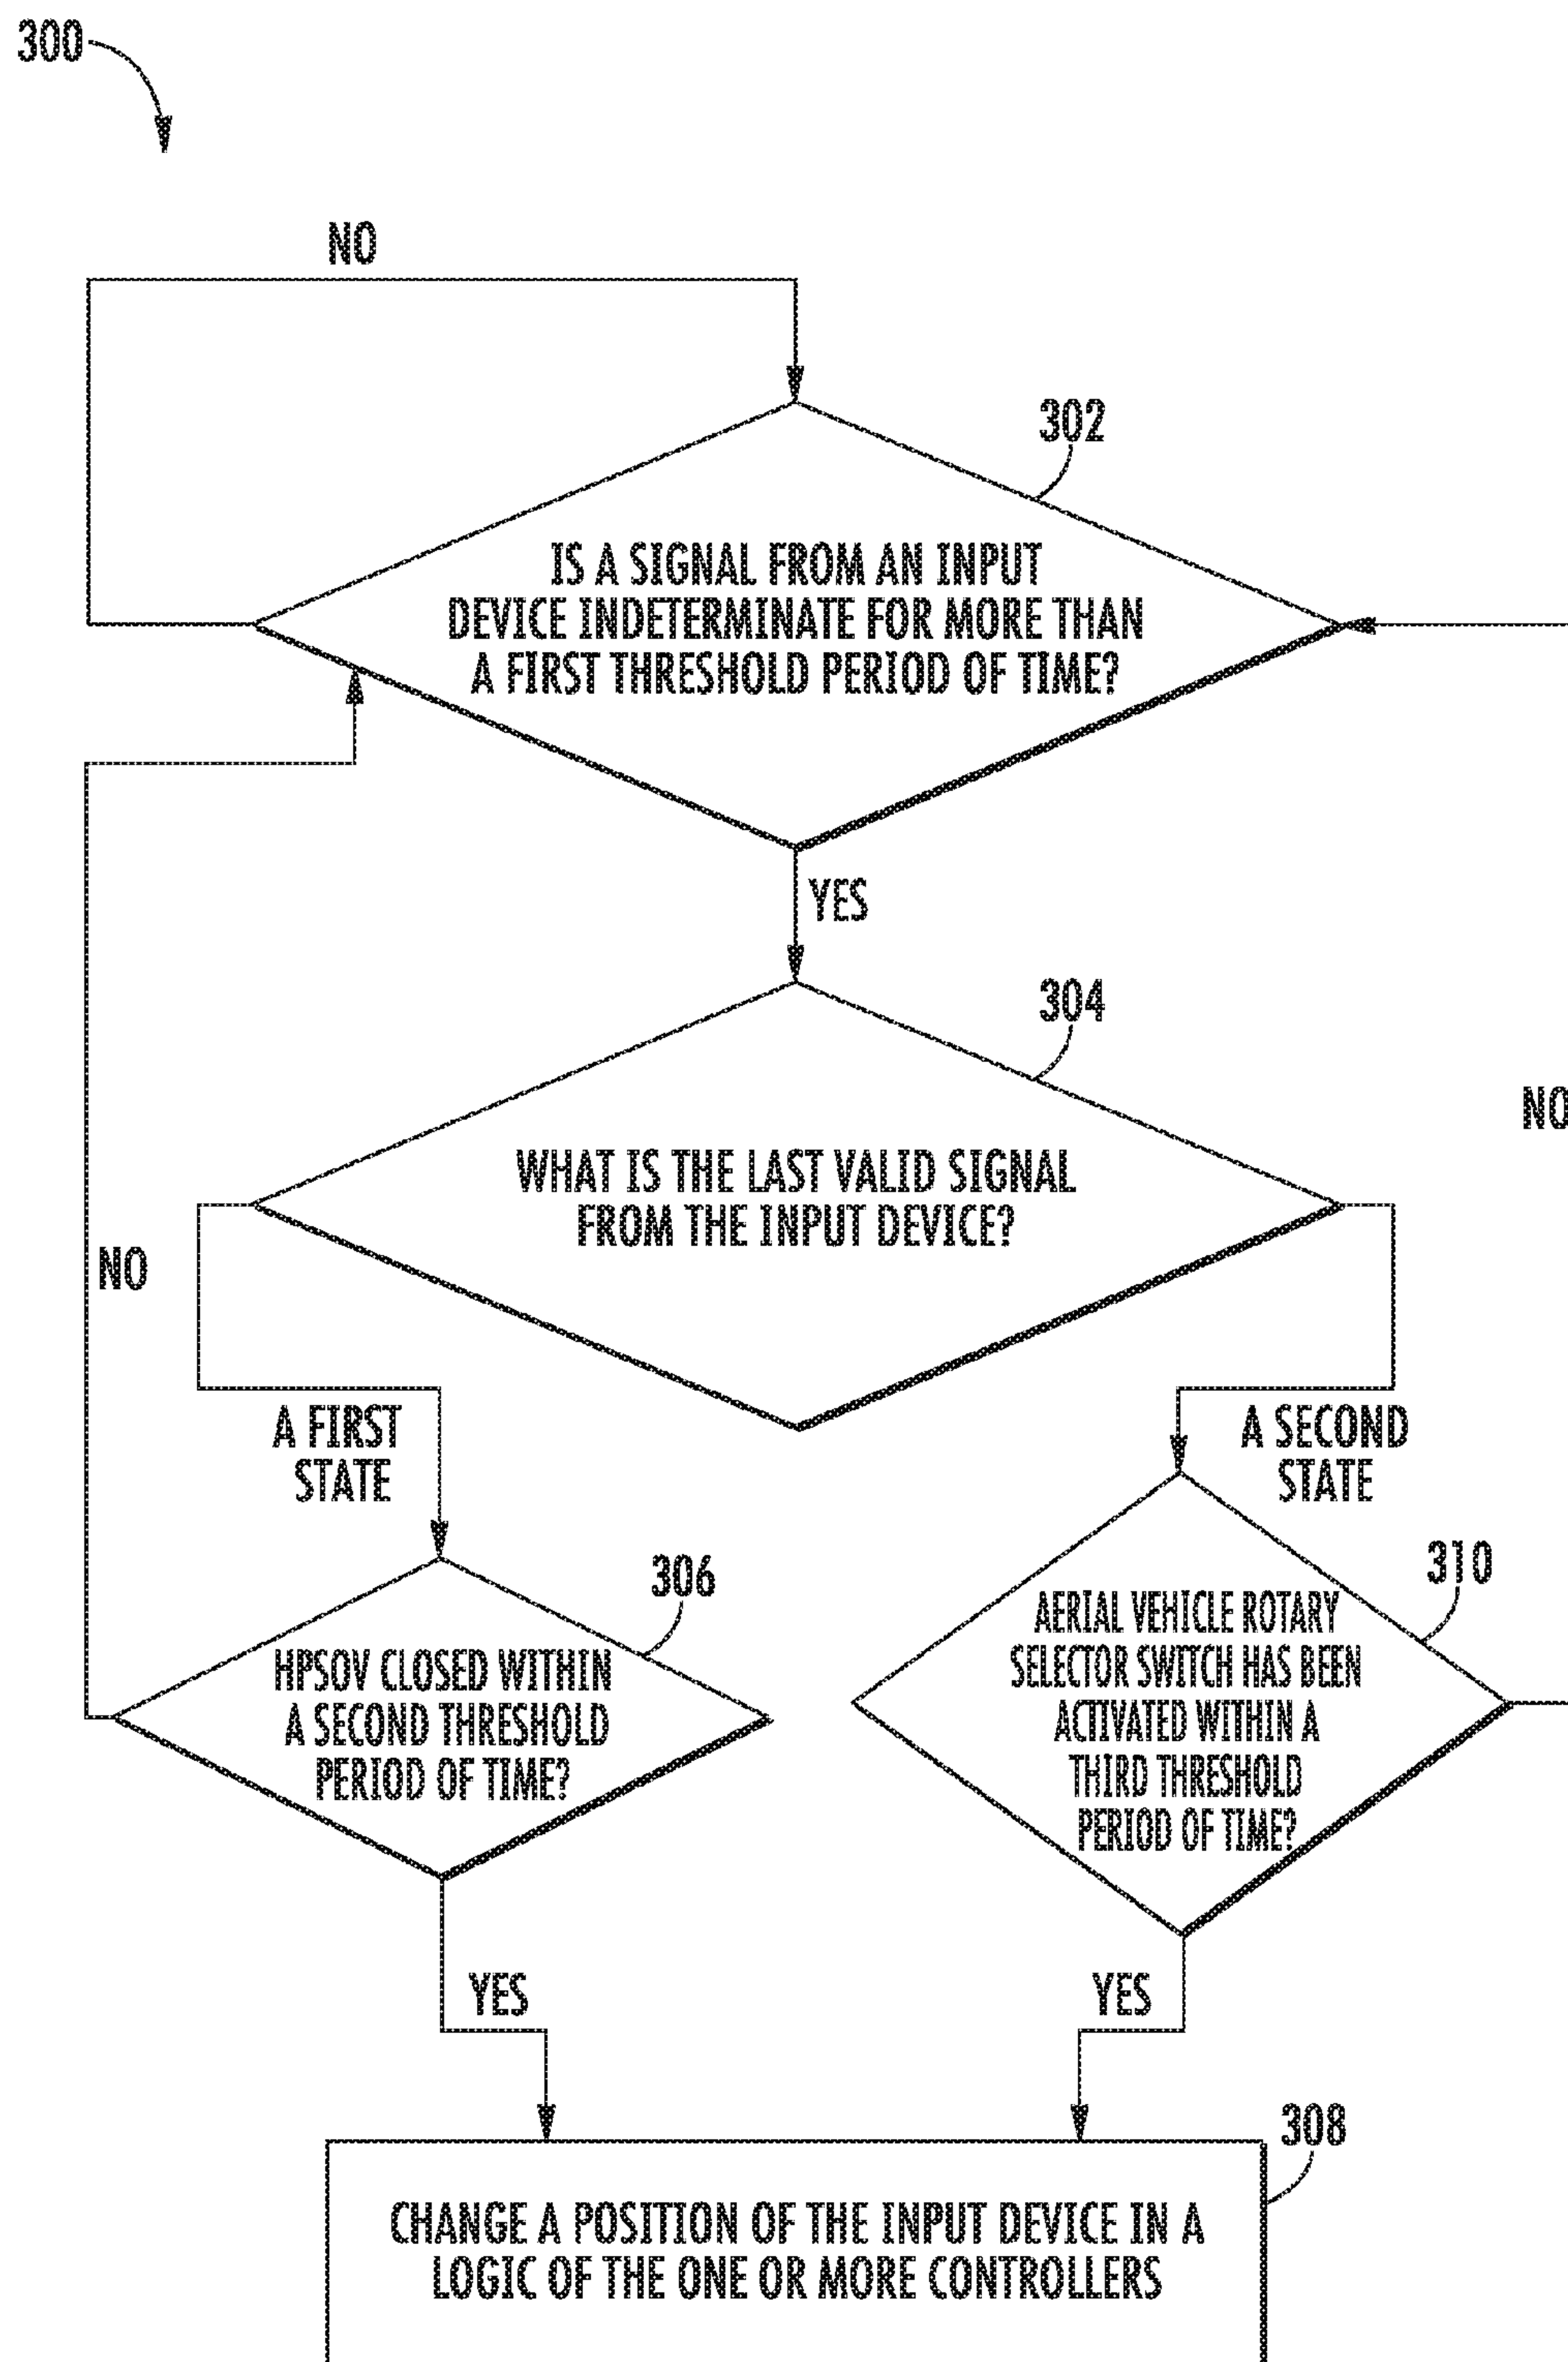 300
NO
302
IS A SIGNAL FROM AN INPUT
DEVICE INDETERMINATE FOR MORE THAN
A FIRST THRESHOLD PERIOD OF TIME?
YES
304
NO
WHAT IS THE LAST VALID SIGNAL
FROM THE INPUT DEVICE?
NO
A FIRST
STATE
A SECOND
STATE
306
310
HPSOV CLOSED WITHIN
A SECOND THRESHOLD
PERIOD OF TIME?
AERIAL VEHICLE ROTARY
SELECTOR SWITCH HAS BEEN
ACTIVATED WITHIN A
THIRD THRESHOLD
PERIOD OF TIME?
YES
YES
308
CHANGE A POSITION OF THE INPUT DEVICE IN A
LOGIC OF THE ONE OR MORE CONTROLLERS